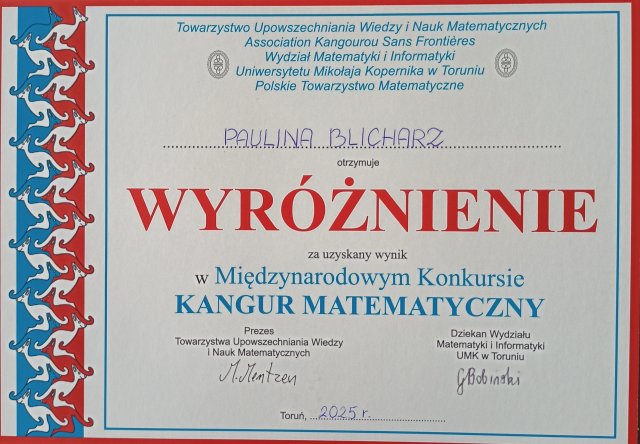 Towarzystwo Upowszechniania Wiedzy i Nauk Matematycznych
Association Kangourou Sans Frontières
Wydział Matematyki i Informatyki
Uniwersytetu Mikołaja Kopernika w Toruniu
Polskie Towarzystwo Matematyczne
PAULINA BLICHARZ
otrzymuje
WYRÓŻNIENIE
za uzyskany wynik
w Międzynarodowym Konkursie
KANGUR MATEMATYCZNY
Prezes
Towarzystwa Upowszechniania Wiedzy
i Nauk Matematycznych
M. Mentzen
Dziekan Wydziału
Matematyki i Informatyki
UMK w Toruniu
GBobiński
Toruń, 2025 r.